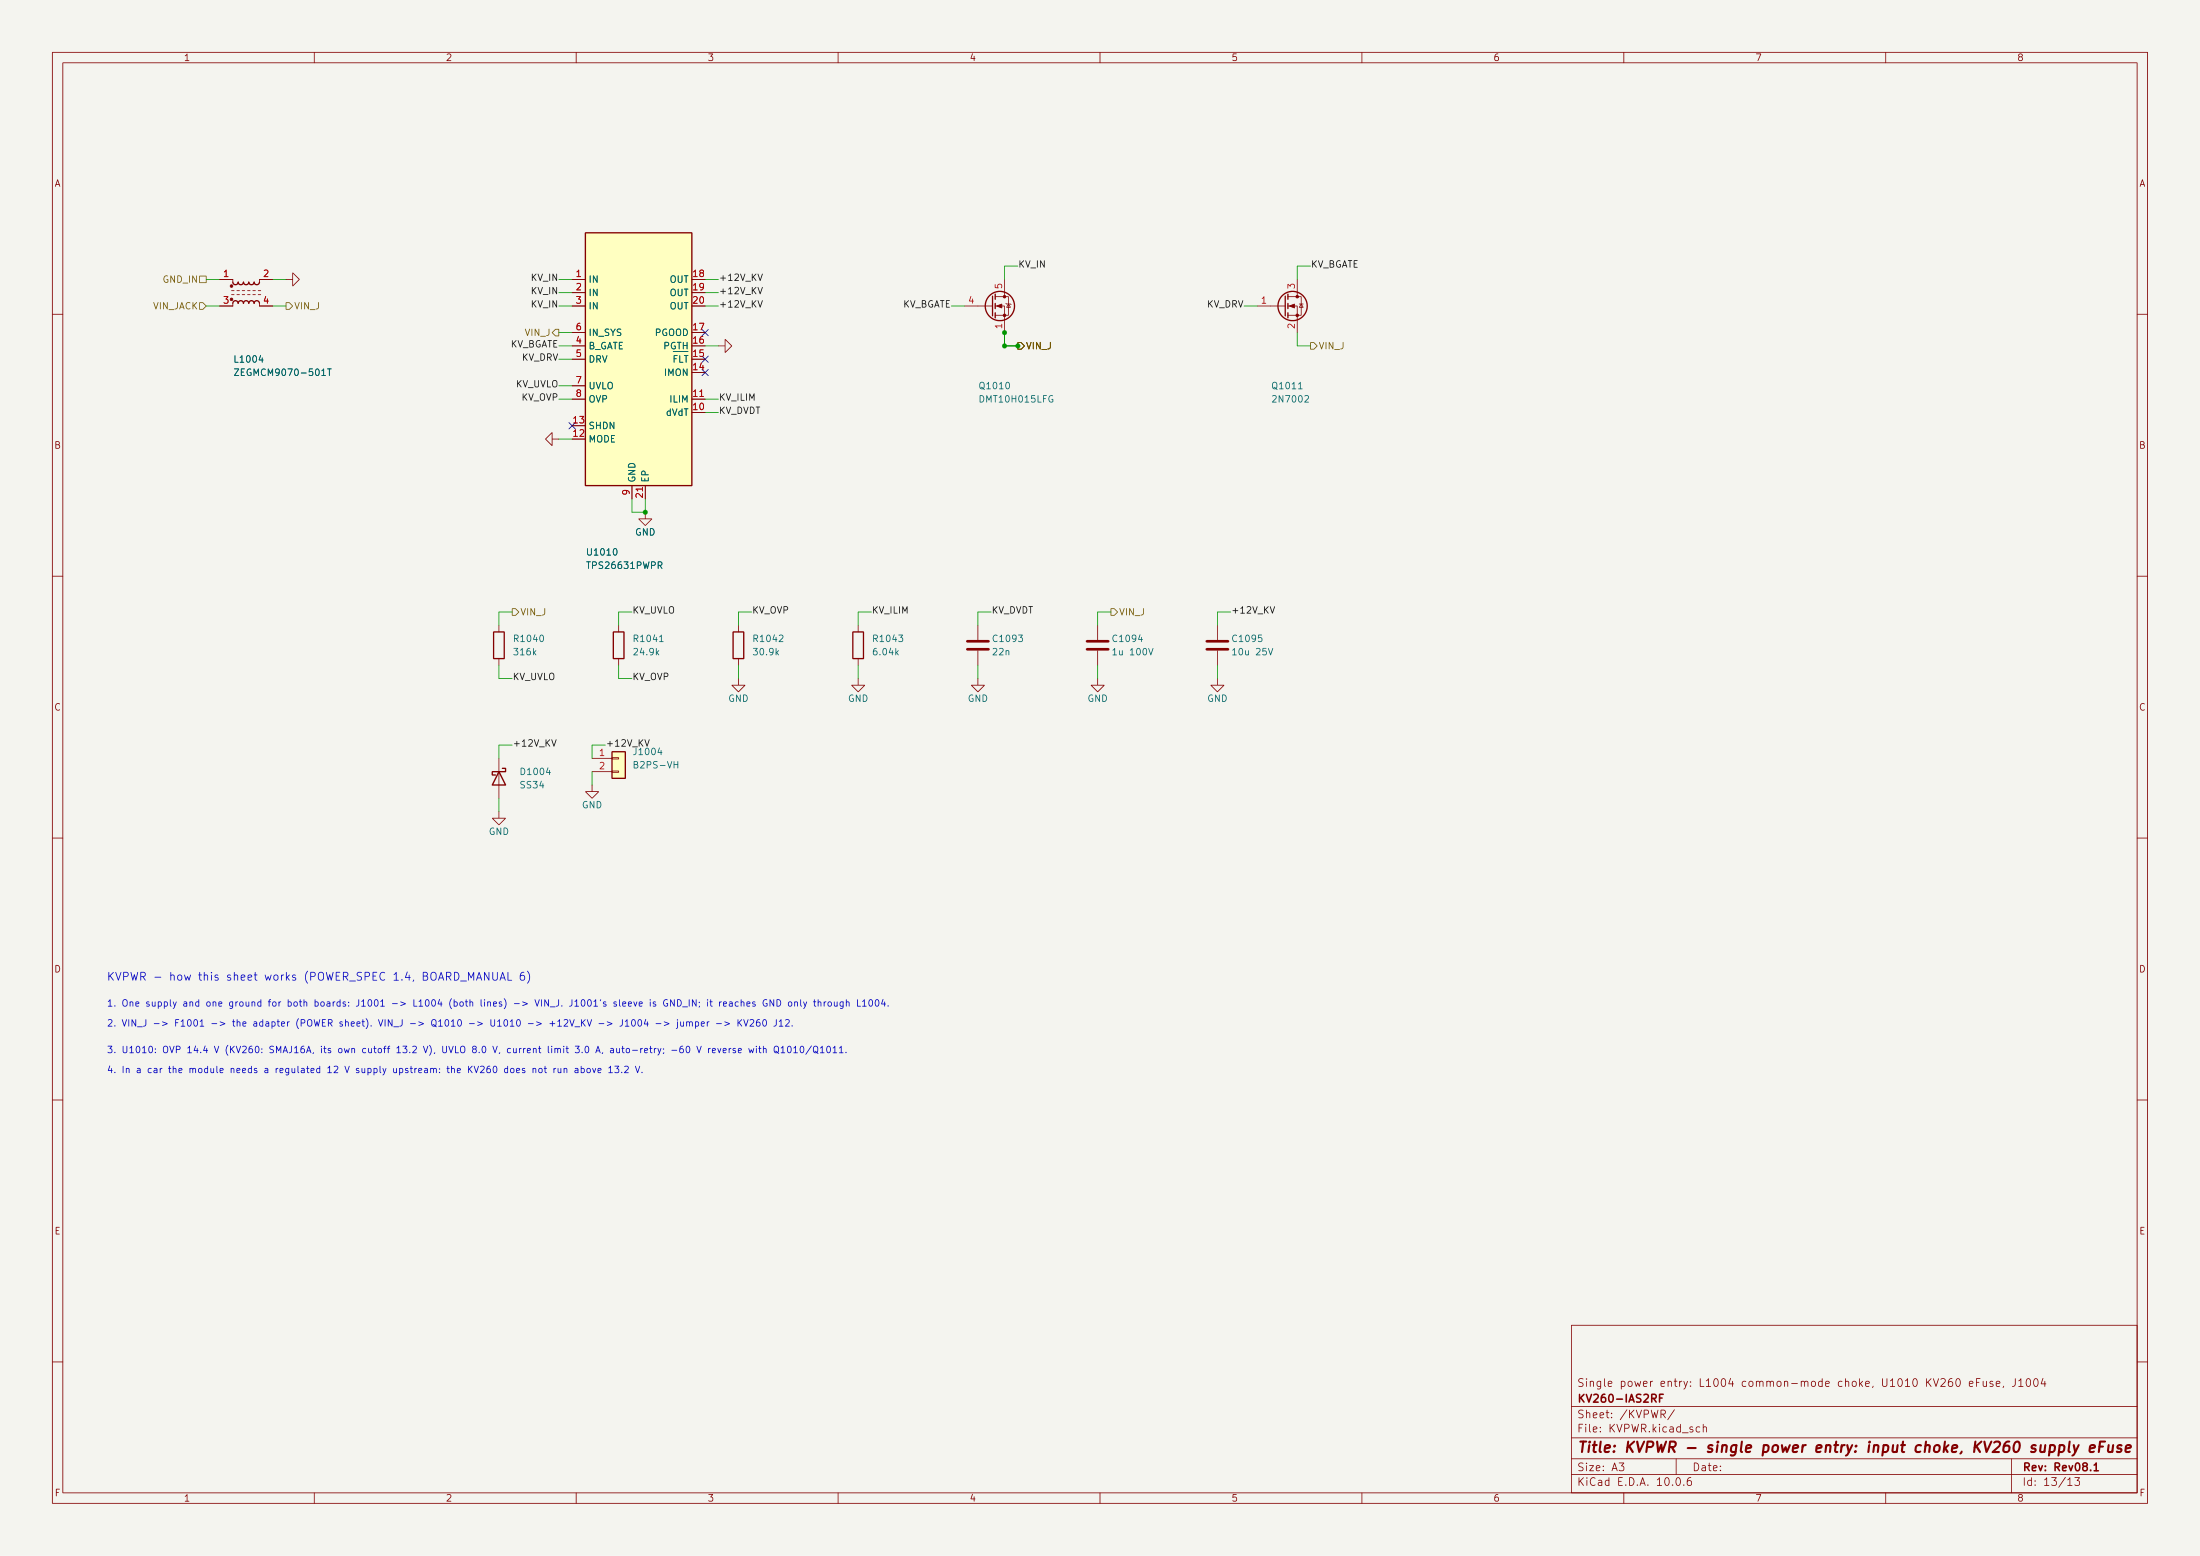 1 2 3 4 5 6 7 8
A A
B B
C C
D D
E E
F F
GND_IN 1 2
VIN_JACK 3 4 VIN_J
L1004
ZEGMCM9070-501T
KV_IN 1 IN OUT 18 +12V_KV
KV_IN 2 IN OUT 19 +12V_KV
KV_IN 3 IN OUT 20 +12V_KV
VIN_J 6 IN_SYS PGOOD 17
KV_BGATE 4 B_GATE PGTH 16
KV_DRV 5 DRV FLT 15
IMON 14
KV_UVLO 7 UVLO
KV_OVP 8 OVP ILIM 11 KV_ILIM
dVdT 10 KV_DVDT
13 SHDN
12 MODE
GND EP
9 21
GND
U1010
TPS26631PWPR
KV_IN
5
KV_BGATE 4
1
VIN_J
Q1010
DMT10H015LFG
KV_BGATE
3
KV_DRV 1
2
VIN_J
Q1011
2N7002
VIN_J
R1040
316k
KV_UVLO
KV_UVLO
R1041
24.9k
KV_OVP
KV_OVP
R1042
30.9k
GND
KV_ILIM
R1043
6.04k
GND
KV_DVDT
C1093
22n
GND
VIN_J
C1094
1u 100V
GND
+12V_KV
C1095
10u 25V
GND
+12V_KV
D1004
SS34
GND
+12V_KV
1 J1004
2 B2PS-VH
GND
KVPWR - how this sheet works (POWER_SPEC 1.4, BOARD_MANUAL 6)
1. One supply and one ground for both boards: J1001 -> L1004 (both lines) -> VIN_J. J1001's sleeve is GND_IN; it reaches GND only through L1004.
2. VIN_J -> F1001 -> the adapter (POWER sheet). VIN_J -> Q1010 -> U1010 -> +12V_KV -> J1004 -> jumper -> KV260 J12.
3. U1010: OVP 14.4 V (KV260: SMAJ16A, its own cutoff 13.2 V), UVLO 8.0 V, current limit 3.0 A, auto-retry; -60 V reverse with Q1010/Q1011.
4. In a car the module needs a regulated 12 V supply upstream: the KV260 does not run above 13.2 V.
Single power entry: L1004 common-mode choke, U1010 KV260 eFuse, J1004
KV260-IAS2RF
Sheet: /KVPWR/
File: KVPWR.kicad_sch
Title: KVPWR - single power entry: input choke, KV260 supply eFuse
Size: A3 Date: Rev: Rev08.1
KiCad E.D.A. 10.0.6 Id: 13/13
1 2 3 4 5 6 7 8